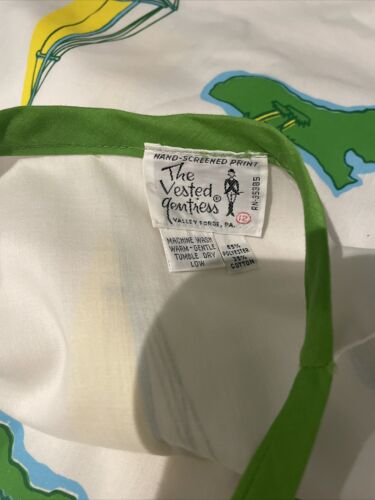 HAND-SCREENED PRINT
The
Vested
gentress®
VALLEY FORGE, PA.
RN-35385
12
MACHINE WASH
WARM-GENTLE
TUMBLE DRY
LOW
65%
POLYESTER
35%
COTTON